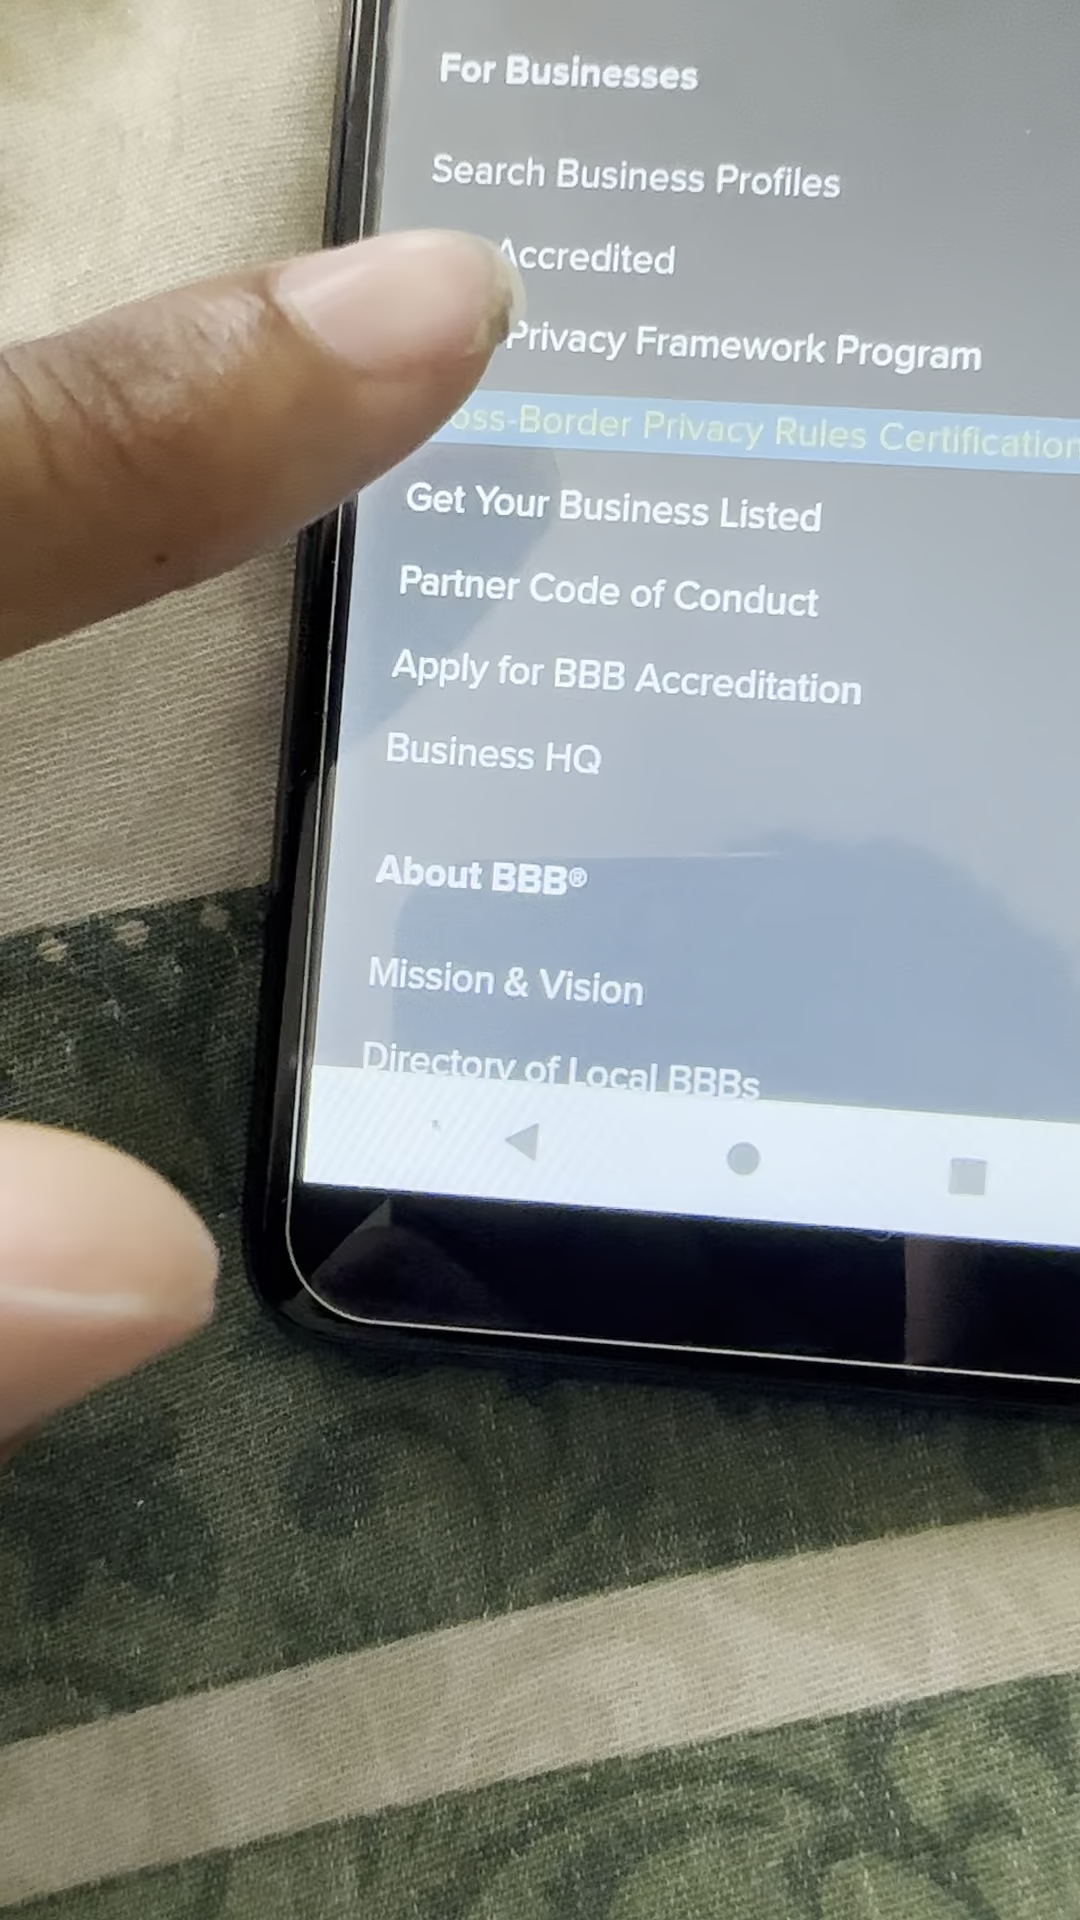 For Businesses
Search Business Profiles
Accredited
Privacy Framework Program
oss-Border Privacy Rules Certification
Get Your Business Listed
Partner Code of Conduct
Apply for BBB Accreditation
Business HQ
About BBB®
Mission & Vision
Directory of Local BBBs